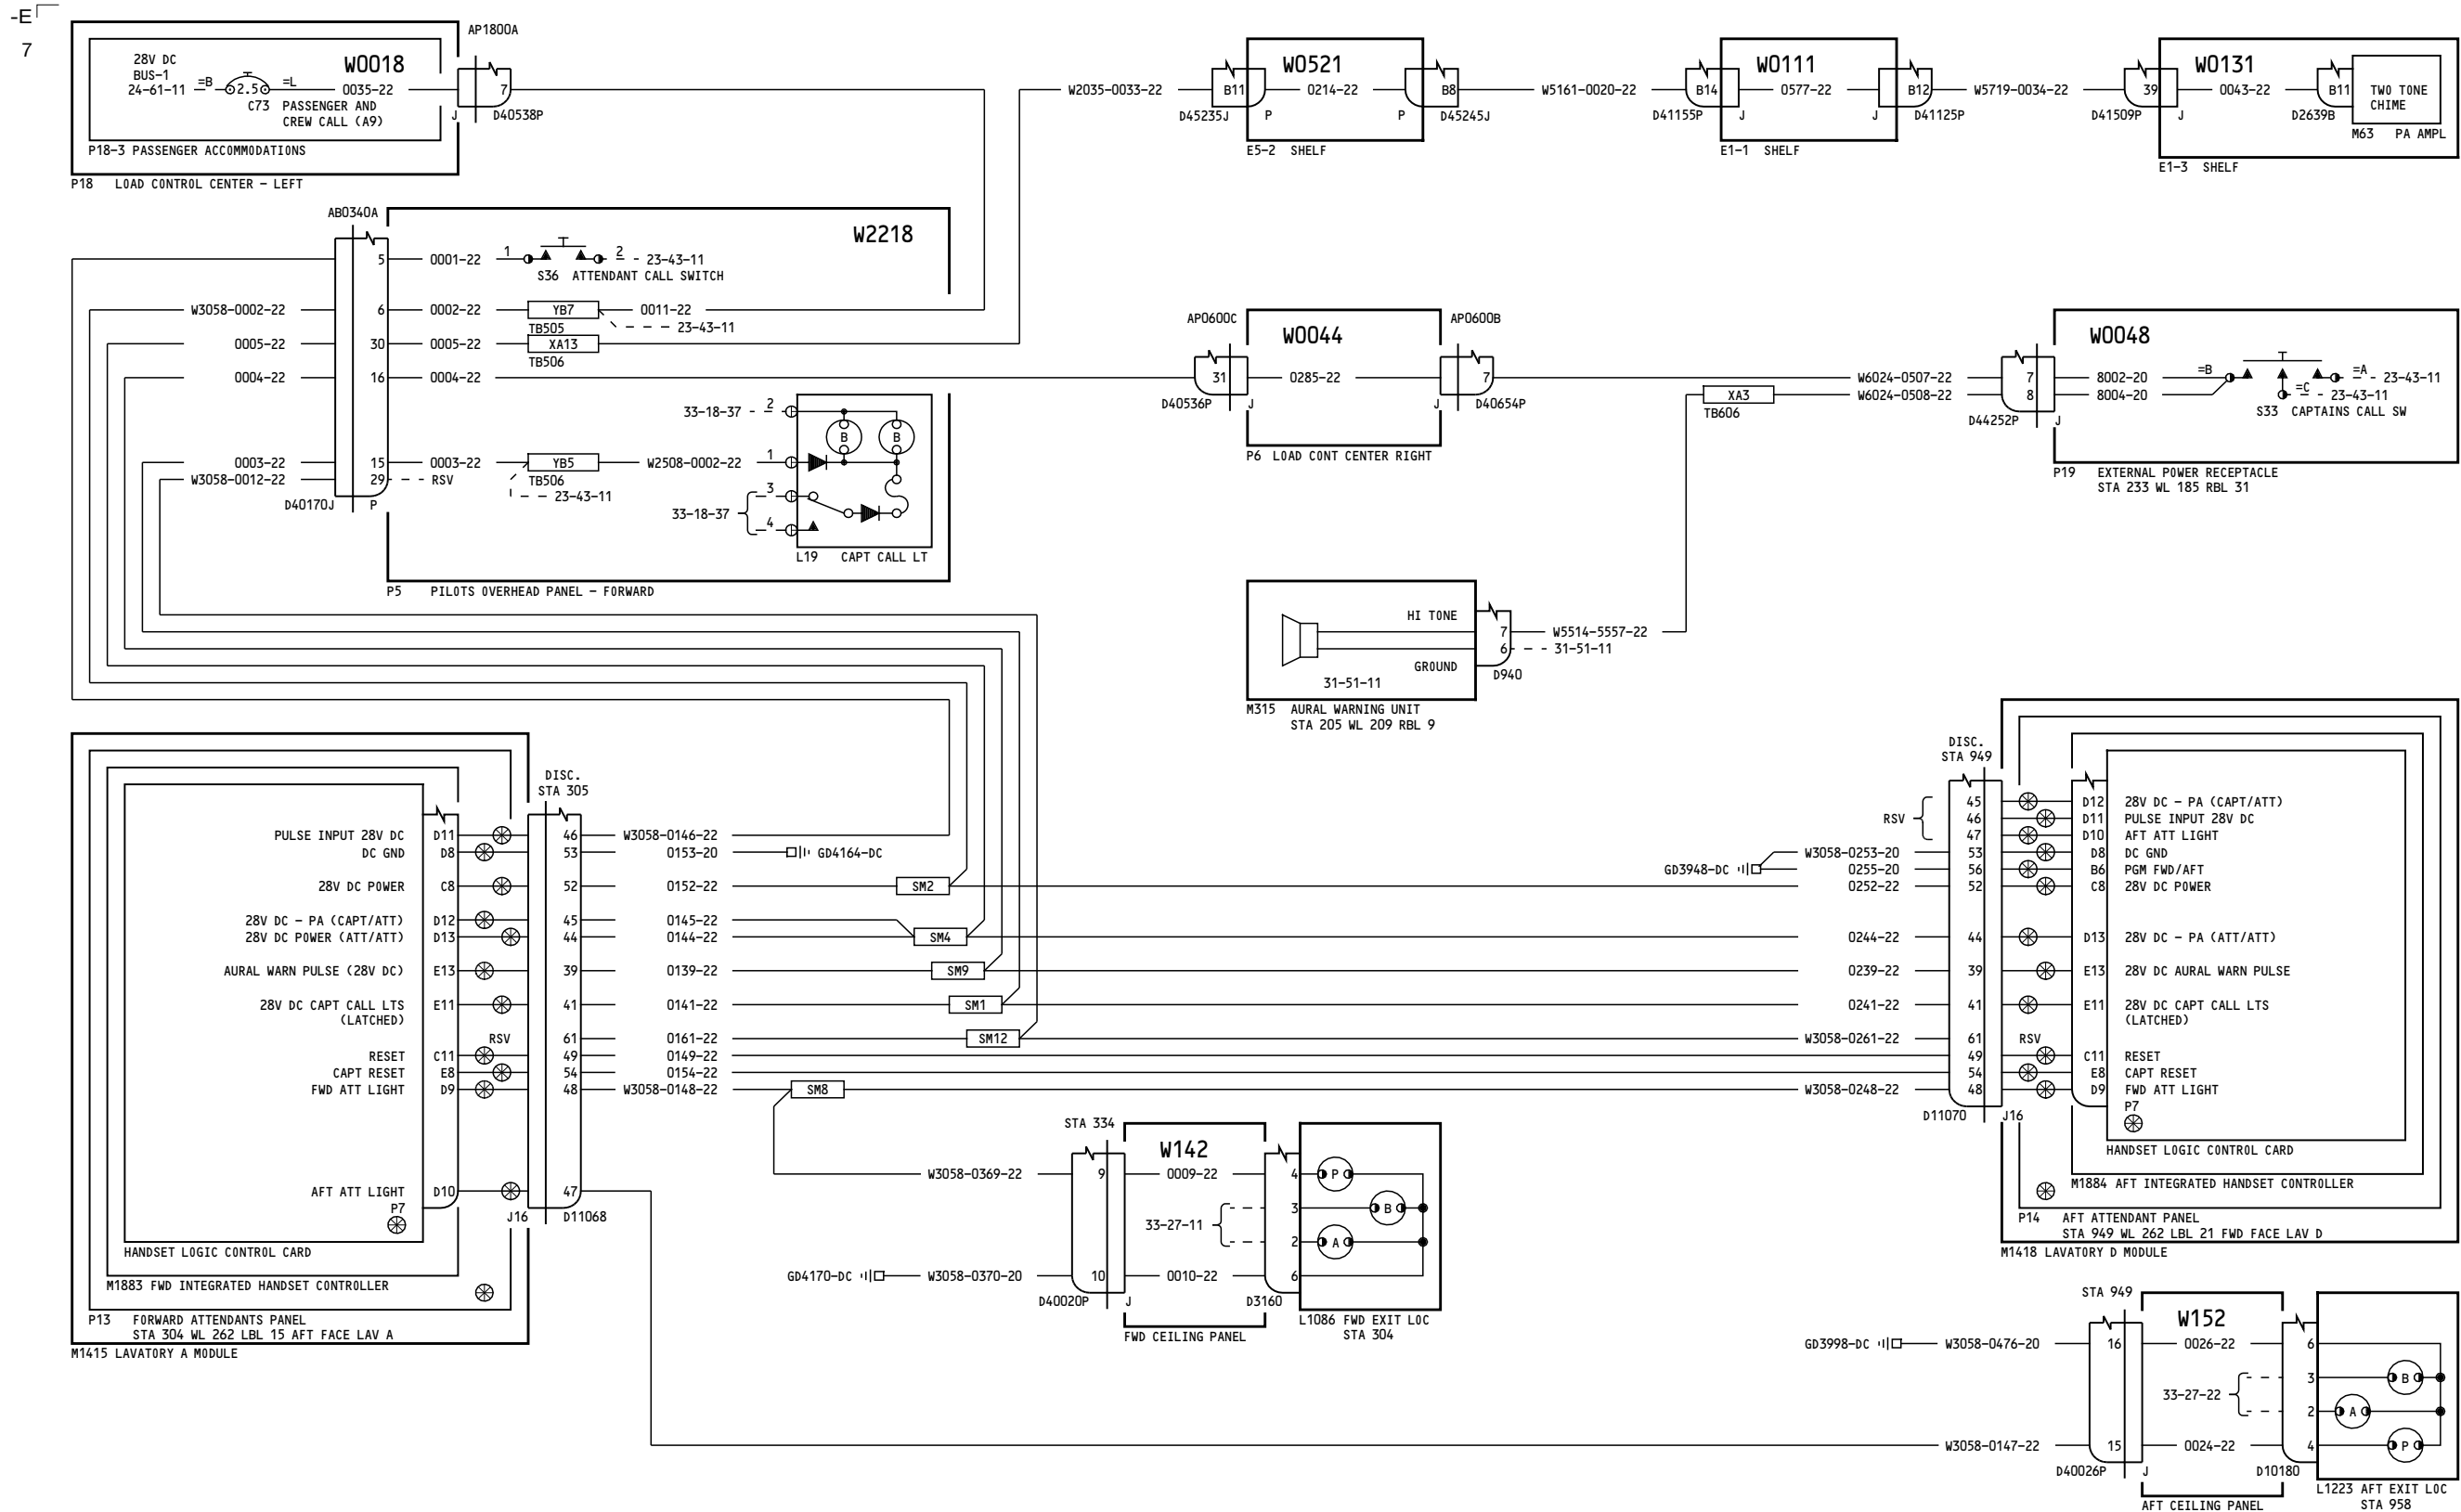 -E
7
AP1800A
28V DC
BUS-1
24-61-11
=B
2.5
=L
W0018
0035-22
C73 PASSENGER AND
CREW CALL (A9)
7
J
D40538P
P18-3 PASSENGER ACCOMMODATIONS
P18 LOAD CONTROL CENTER - LEFT
W2035-0033-22
B11
D45235J
P
W0521
0214-22
P
B8
D45245J
E5-2 SHELF
W5161-0020-22
B14
D41155P
J
W0111
0577-22
J
B12
D41125P
E1-1 SHELF
W5719-0034-22
39
D41509P
J
W0131
0043-22
B11
D2639B
TWO TONE
CHIME
M63 PA AMPL
E1-3 SHELF
AB0340A
W2218
5 0001-22 1 2 23-43-11
S36 ATTENDANT CALL SWITCH
W3058-0002-22 6 0002-22 YB7 0011-22
TB505
23-43-11
0005-22 30 0005-22 XA13
TB506
0004-22 16 0004-22
33-18-37 2
B B
0003-22 15 0003-22 YB5 W2508-0002-22 1
W3058-0012-22 29 RSV
TB506
23-43-11
D40170J P
33-18-37
3
4
L19 CAPT CALL LT
P5 PILOTS OVERHEAD PANEL - FORWARD
AP0600C
W0044
AP0600B
31 0285-22 7
D40536P J J D40654P
P6 LOAD CONT CENTER RIGHT
XA3
TB606
W6024-0507-22
W6024-0508-22
7
8
D44252P
J
W0048
8002-20
8004-20
=B
=A 23-43-11
=C 23-43-11
S33 CAPTAINS CALL SW
P19 EXTERNAL POWER RECEPTACLE
STA 233 WL 185 RBL 31
HI TONE
7 W5514-5557-22
6 31-51-11
GROUND
D940
31-51-11
M315 AURAL WARNING UNIT
STA 205 WL 209 RBL 9
DISC.
STA 305
PULSE INPUT 28V DC D11 46 W3058-0146-22
DC GND D8 53 0153-20 GD4164-DC
28V DC POWER C8 52 0152-22 SM2
28V DC - PA (CAPT/ATT) D12 45 0145-22
28V DC POWER (ATT/ATT) D13 44 0144-22 SM4
AURAL WARN PULSE (28V DC) E13 39 0139-22 SM9
28V DC CAPT CALL LTS E11 41 0141-22 SM1
(LATCHED)
RSV 61 0161-22 SM12
RESET C11 49 0149-22
CAPT RESET E8 54 0154-22
FWD ATT LIGHT D9 48 W3058-0148-22 SM8
AFT ATT LIGHT D10 47
P7
J16 D11068
HANDSET LOGIC CONTROL CARD
M1883 FWD INTEGRATED HANDSET CONTROLLER
P13 FORWARD ATTENDANTS PANEL
STA 304 WL 262 LBL 15 AFT FACE LAV A
M1415 LAVATORY A MODULE
DISC.
STA 949
RSV
45 D12 28V DC - PA (CAPT/ATT)
46 D11 PULSE INPUT 28V DC
47 D10 AFT ATT LIGHT
W3058-0253-20 53 D8 DC GND
GD3948-DC 0255-20 56 B6 PGM FWD/AFT
0252-22 52 C8 28V DC POWER
0244-22 44 D13 28V DC - PA (ATT/ATT)
0239-22 39 E13 28V DC AURAL WARN PULSE
0241-22 41 E11 28V DC CAPT CALL LTS
(LATCHED)
W3058-0261-22 61 RSV
49 C11 RESET
54 E8 CAPT RESET
W3058-0248-22 48 D9 FWD ATT LIGHT
D11070 J16
P7
HANDSET LOGIC CONTROL CARD
M1884 AFT INTEGRATED HANDSET CONTROLLER
P14 AFT ATTENDANT PANEL
STA 949 WL 262 LBL 21 FWD FACE LAV D
M1418 LAVATORY D MODULE
STA 334
W142
W3058-0369-22 9 0009-22 4 P
33-27-11
3 B
2 A
GD4170-DC W3058-0370-20 10 0010-22 6
D40020P J D3160
FWD CEILING PANEL
L1086 FWD EXIT LOC
STA 304
STA 949
W152
GD3998-DC W3058-0476-20 16 0026-22 6
33-27-22
3 B
2 A
W3058-0147-22 15 0024-22 4 P
D40026P J D10180
AFT CEILING PANEL
L1223 AFT EXIT LOC
STA 958